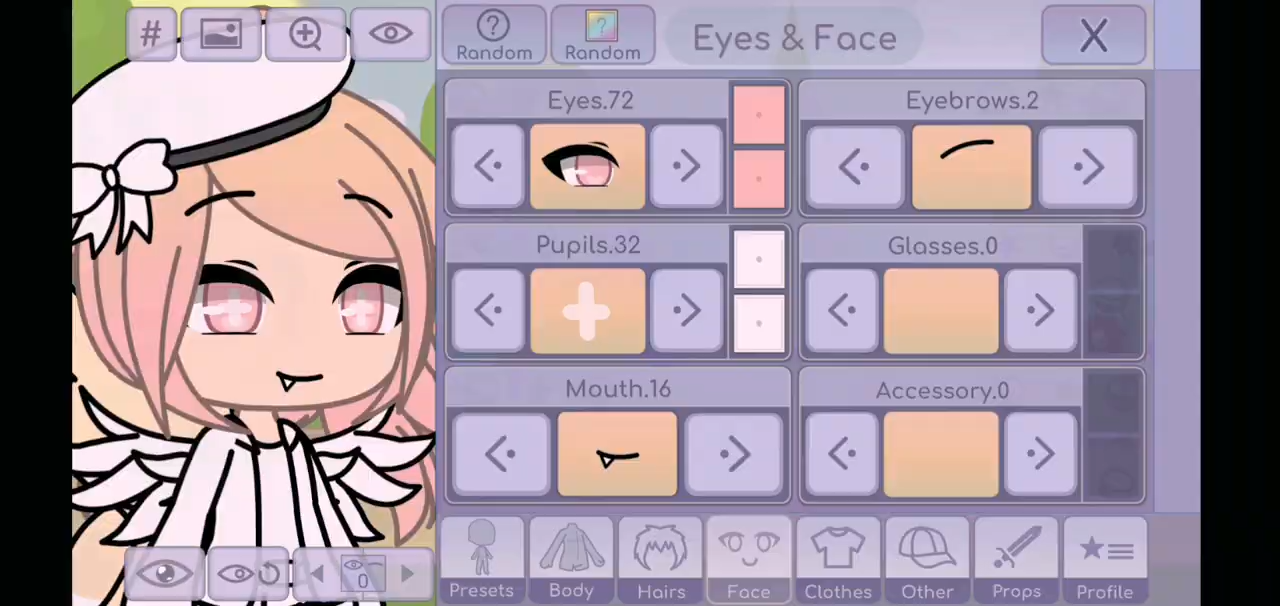 #
?
Random
?
Random
Eyes & Face
X
Eyes.72
Eyebrows.2
Pupils.32
Glasses.0
Mouth.16
Accessory.0
0
Presets
Body
Hairs
Face
Clothes
Other
Props
Profile